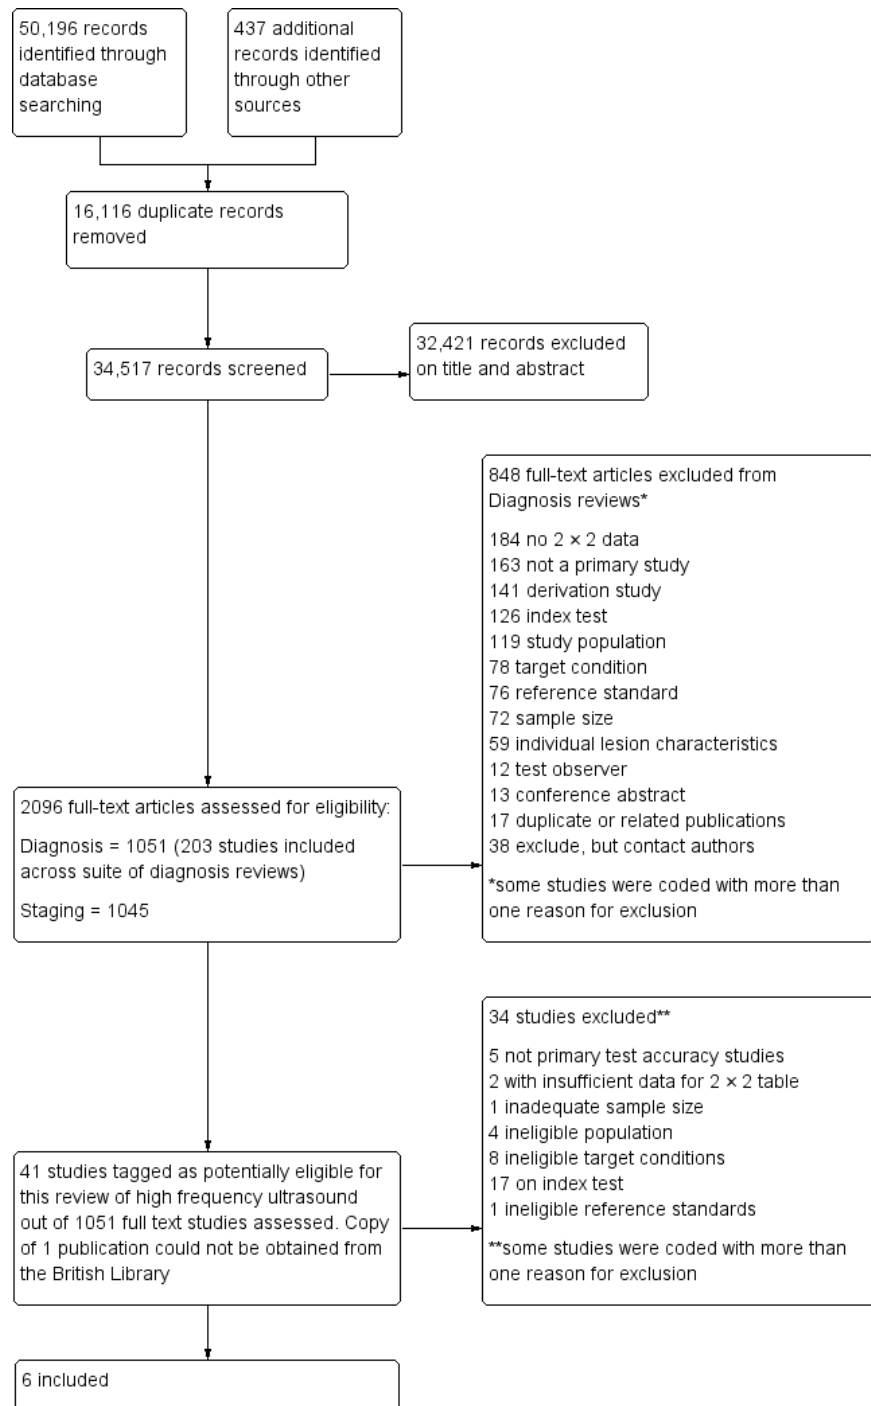 50,196 records
identified through
database
searching
437 additional
records identified
through other
sources
16,116 duplicate records
removed
34,517 records screened
32,421 records excluded
on title and abstract
848 full-text articles excluded from
Diagnosis reviews*
184 no 2 × 2 data
163 not a primary study
141 derivation study
126 index test
119 study population
78 target condition
76 reference standard
72 sample size
59 individual lesion characteristics
12 test observer
13 conference abstract
17 duplicate or related publications
38 exclude, but contact authors
*some studies were coded with more than
one reason for exclusion
2096 full-text articles assessed for eligibility:
Diagnosis = 1051 (203 studies included
across suite of diagnosis reviews)
Staging = 1045
34 studies excluded**
5 not primary test accuracy studies
2 with insufficient data for 2 × 2 table
1 inadequate sample size
4 ineligible population
8 ineligible target conditions
17 on index test
1 ineligible reference standards
**some studies were coded with more than
one reason for exclusion
41 studies tagged as potentially eligible for
this review of high frequency ultrasound
out of 1051 full text studies assessed. Copy
of 1 publication could not be obtained from
the British Library
6 included